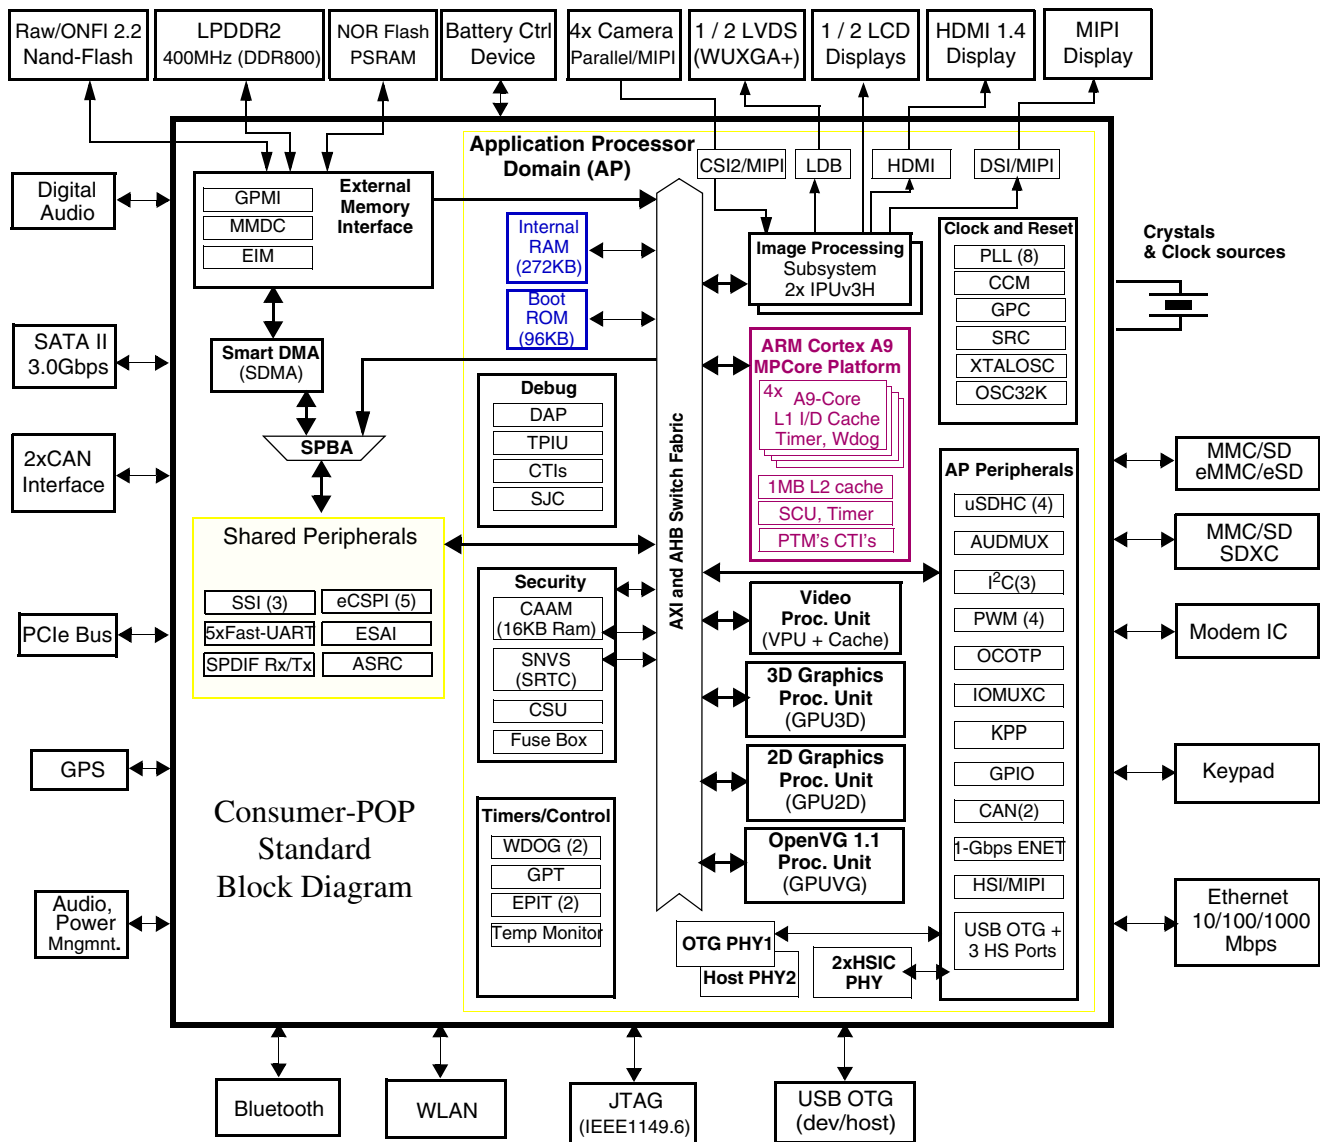 Raw/ONFI 2.2
Nand-Flash
LPDDR2
400MHz (DDR800)
NOR Flash
PSRAM
Battery Ctrl
Device
4x Camera
Parallel/MIPI
1 / 2 LVDS
(WUXGA+)
1 / 2 LCD
Displays
HDMI 1.4
Display
MIPI
Display
Application Processor
Domain (AP)
CSI2/MIPI
LDB
HDMI
DSI/MIPI
Digital
Audio
SATA II
3.0Gbps
2xCAN
Interface
PCIe Bus
GPS
Audio,
Power
Mngmnt.
External
Memory
Interface
GPMI
MMDC
EIM
Smart DMA
(SDMA)
SPBA
Shared Peripherals
SSI (3)
eCSPI (5)
5xFast-UART
ESAI
SPDIF Rx/Tx
ASRC
Consumer-POP
Standard
Block Diagram
Internal
RAM
(272KB)
Boot
ROM
(96KB)
Debug
DAP
TPIU
CTIs
SJC
Security
CAAM
(16KB Ram)
SNVS
(SRTC)
CSU
Fuse Box
Timers/Control
WDOG (2)
GPT
EPIT (2)
Temp Monitor
AXI and AHB Switch Fabric
Image Processing
Subsystem
2x IPUv3H
ARM Cortex A9
MPCore Platform
4x
A9-Core
L1 I/D Cache
Timer, Wdog
1MB L2 cache
SCU, Timer
PTM's CTI's
Video
Proc. Unit
(VPU + Cache)
3D Graphics
Proc. Unit
(GPU3D)
2D Graphics
Proc. Unit
(GPU2D)
OpenVG 1.1
Proc. Unit
(GPUVG)
OTG PHY1
Host PHY2
2xHSIC
PHY
Clock and Reset
PLL (8)
CCM
GPC
SRC
XTALOSC
OSC32K
AP Peripherals
uSDHC (4)
AUDMUX
I²C(3)
PWM (4)
OCOTP
IOMUXC
KPP
GPIO
CAN(2)
1-Gbps ENET
HSI/MIPI
USB OTG +
3 HS Ports
Crystals
& Clock sources
MMC/SD
eMMC/eSD
MMC/SD
SDXC
Modem IC
Keypad
Ethernet
10/100/1000
Mbps
Bluetooth
WLAN
JTAG
(IEEE1149.6)
USB OTG
(dev/host)